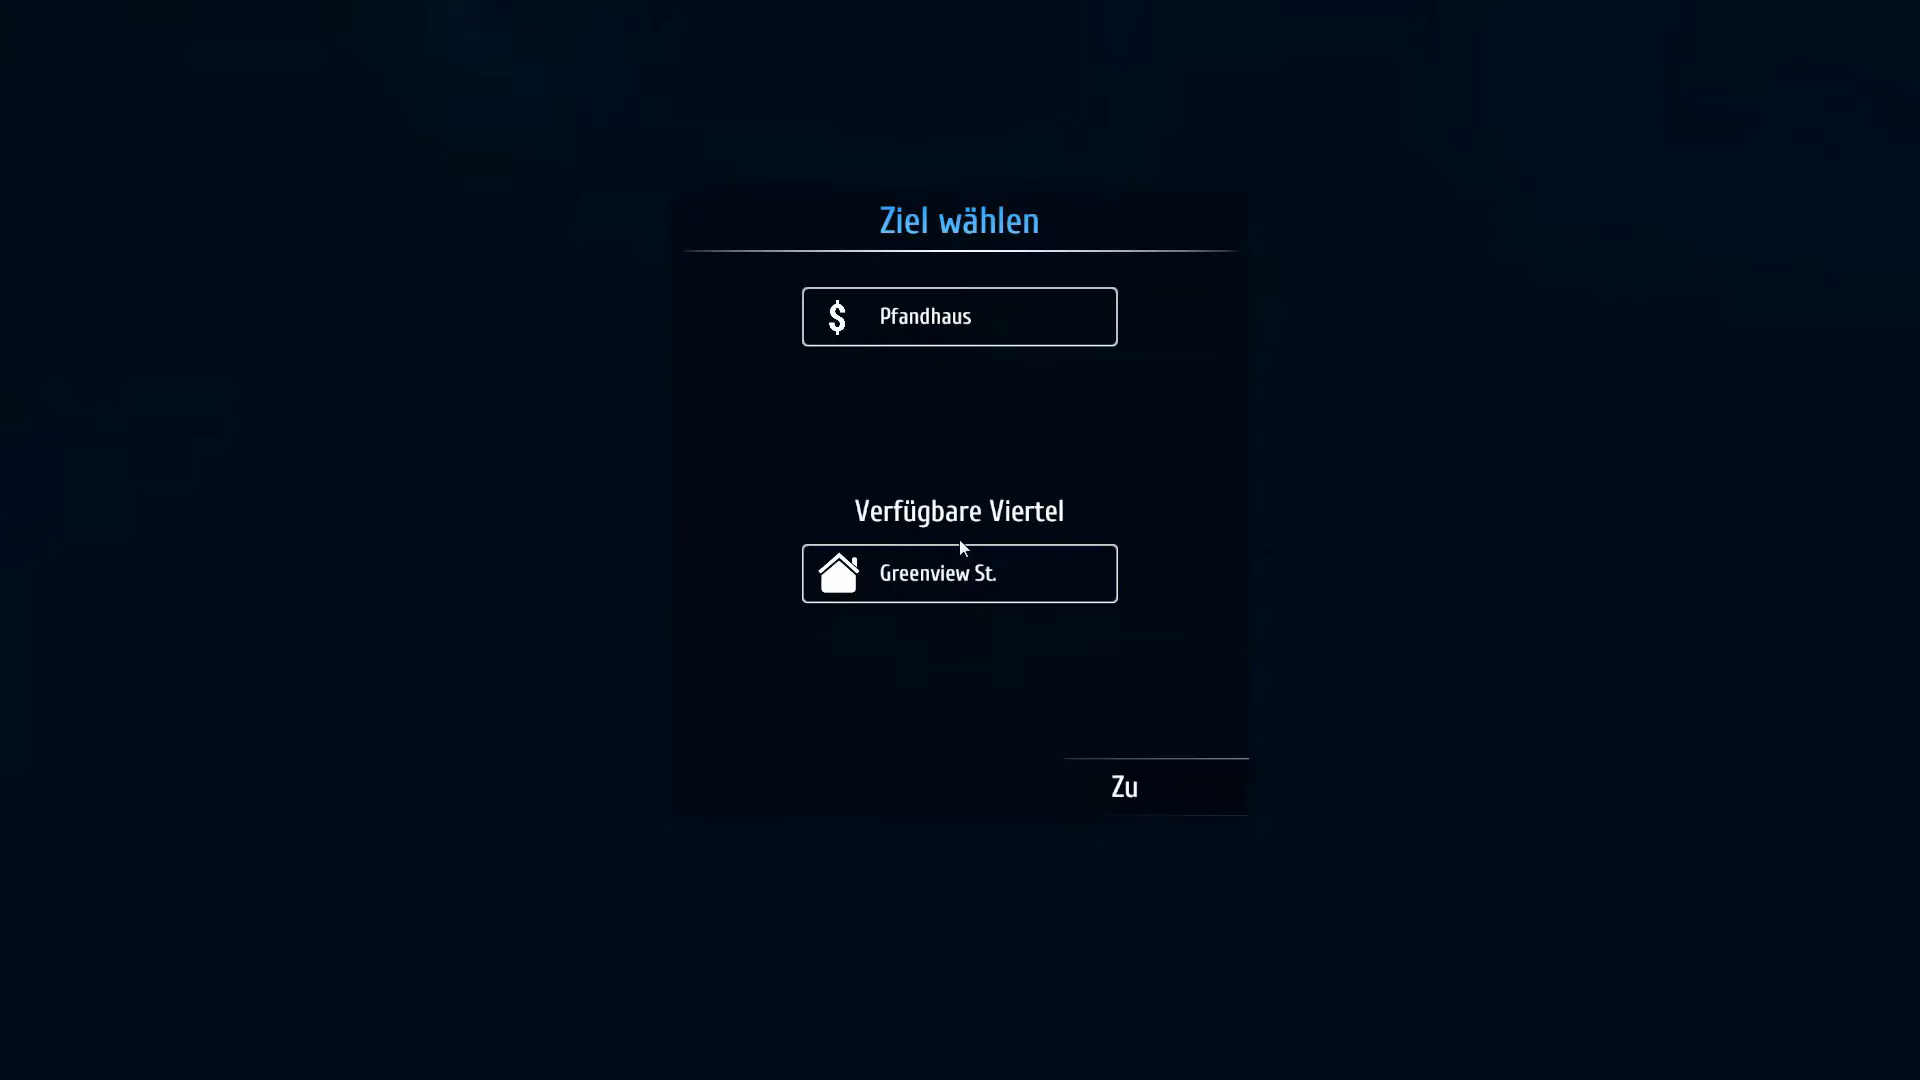 Ziel wählen
$ Pfandhaus
Verfügbare Viertel
Greenview St.
Zu